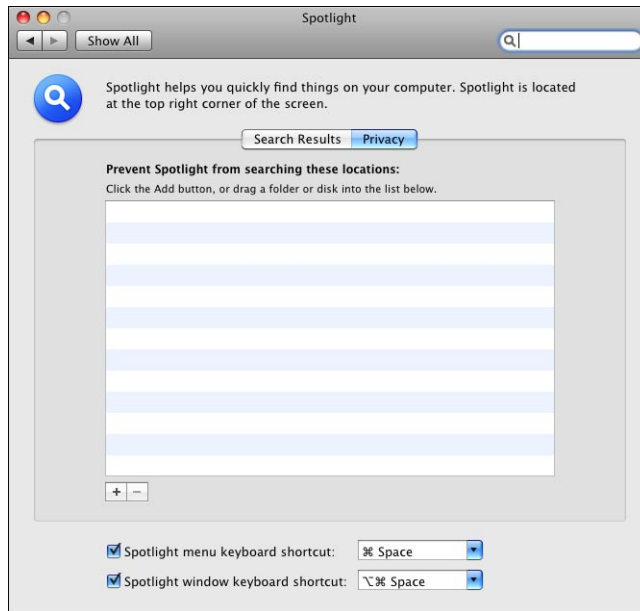 Spotlight
Show All
Spotlight helps you quickly find things on your computer. Spotlight is located
at the top right corner of the screen.
Search Results Privacy
Prevent Spotlight from searching these locations:
Click the Add button, or drag a folder or disk into the list below.
+ −
Spotlight menu keyboard shortcut: ⌘ Space
Spotlight window keyboard shortcut: ⌥⌘ Space